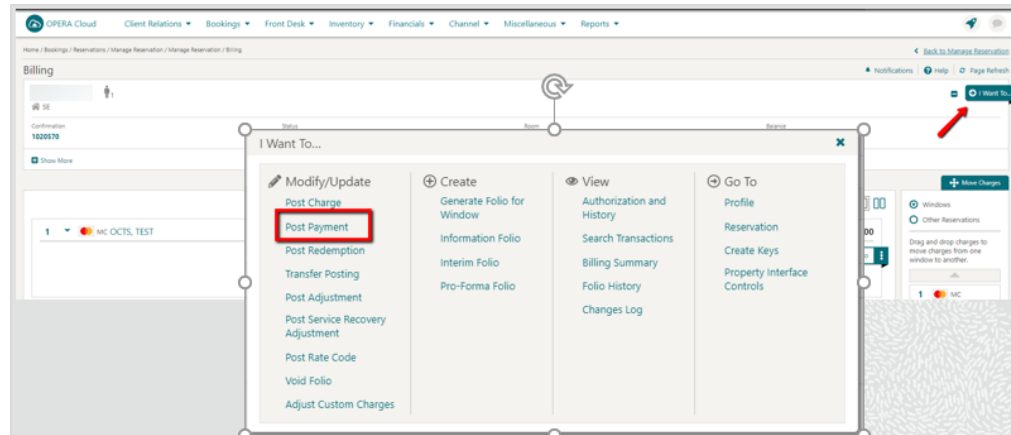 OPERA Cloud Client Relations Bookings Front Desk Inventory Financials Channel Miscellaneous Reports
Home / Bookings / Reservations / Manage Reservation / Manage Reservation / Billing
Back to Manage Reservation
Billing
Notifications Help Page Refresh
1
I Want To...
SE
Confirmation Status Room Balance
1020570
Show More
I Want To...
Modify/Update
Post Charge
Post Payment
Post Redemption
Transfer Posting
Post Adjustment
Post Service Recovery
Adjustment
Post Rate Code
Void Folio
Adjust Custom Charges
Create
Generate Folio for
Window
Information Folio
Interim Folio
Pro-Forma Folio
View
Authorization and
History
Search Transactions
Billing Summary
Folio History
Changes Log
Go To
Profile
Reservation
Create Keys
Property Interface
Controls
1 MC OCTS, TEST
00
Move Charges
Windows
Other Reservations
Drag and drop charges to
move charges from one
window to another.
1 MC